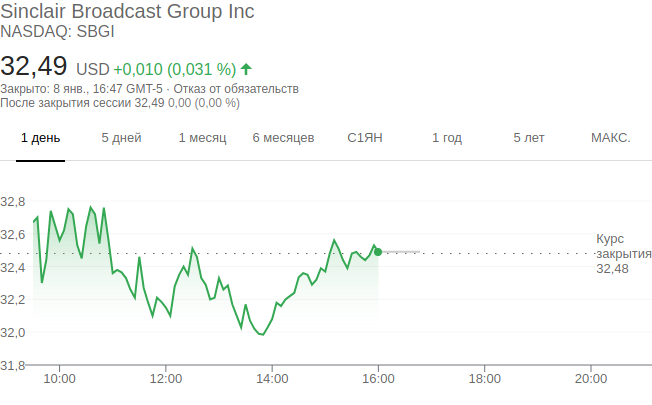 Sinclair Broadcast Group Inc
NASDAQ: SBGI
32,49 USD +0,010 (0,031 %)
Закрыто: 8 янв., 16:47 GMT-5 · Отказ от обязательств
После закрытия сессии 32,49 0,00 (0,00 %)
1 день 5 дней 1 месяц 6 месяцев С1ЯН 1 год 5 лет МАКС.
32,8
32,6
32,4
32,2
32,0
31,8
Курс
закрытия
32,48
10:00 12:00 14:00 16:00 18:00 20:00